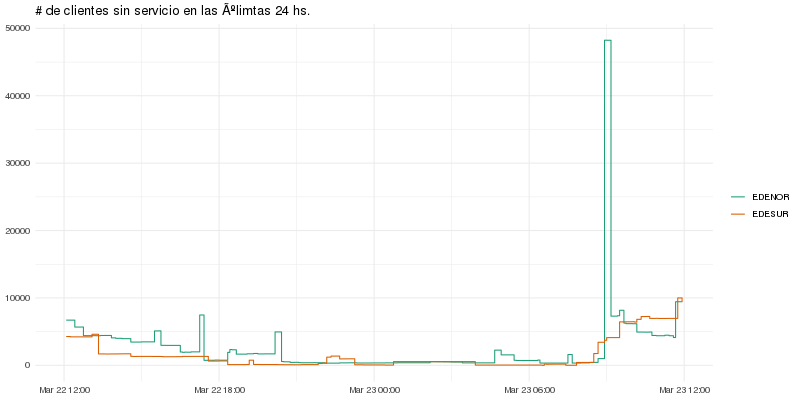 # de clientes sin servicio en las Ãºlimtas 24 hs.
50000
40000
30000
20000
10000
0
Mar 22 12:00
Mar 22 18:00
Mar 23 00:00
Mar 23 06:00
Mar 23 12:00
EDENOR
EDESUR